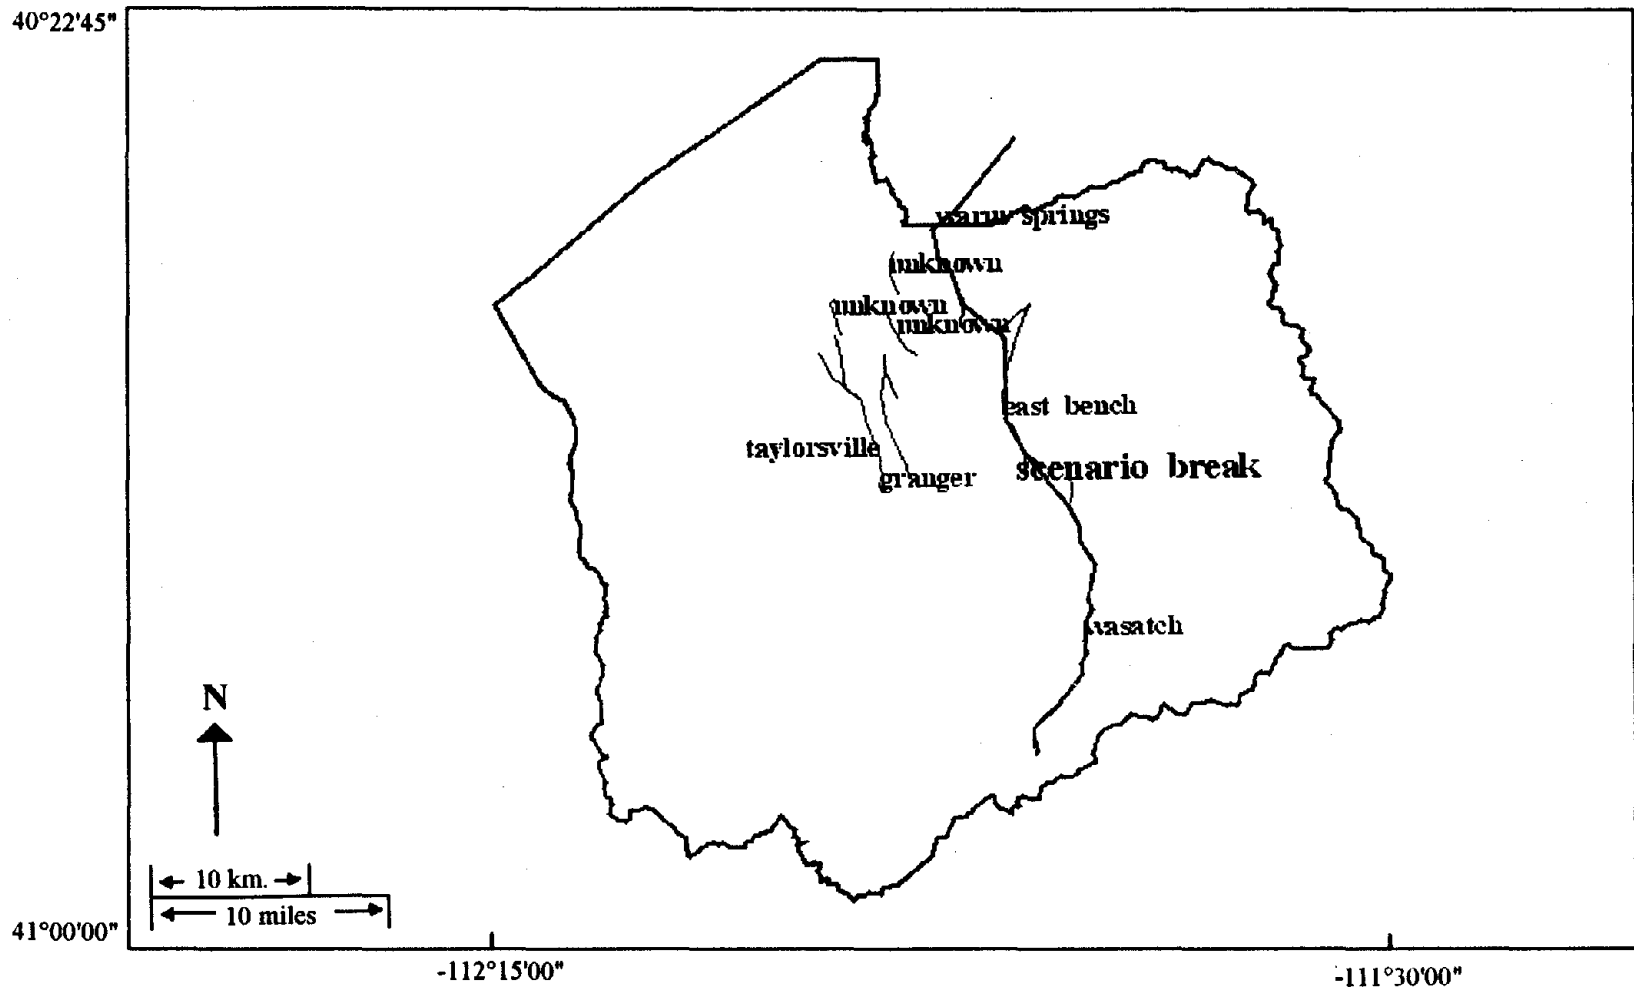 40°22'45"
warm springs
unknown
unknown
unknown
east bench
taylorsville
scenario break
granger
wasatch
N
10 km.
10 miles
41°00'00"
-112°15'00"
-111°30'00"